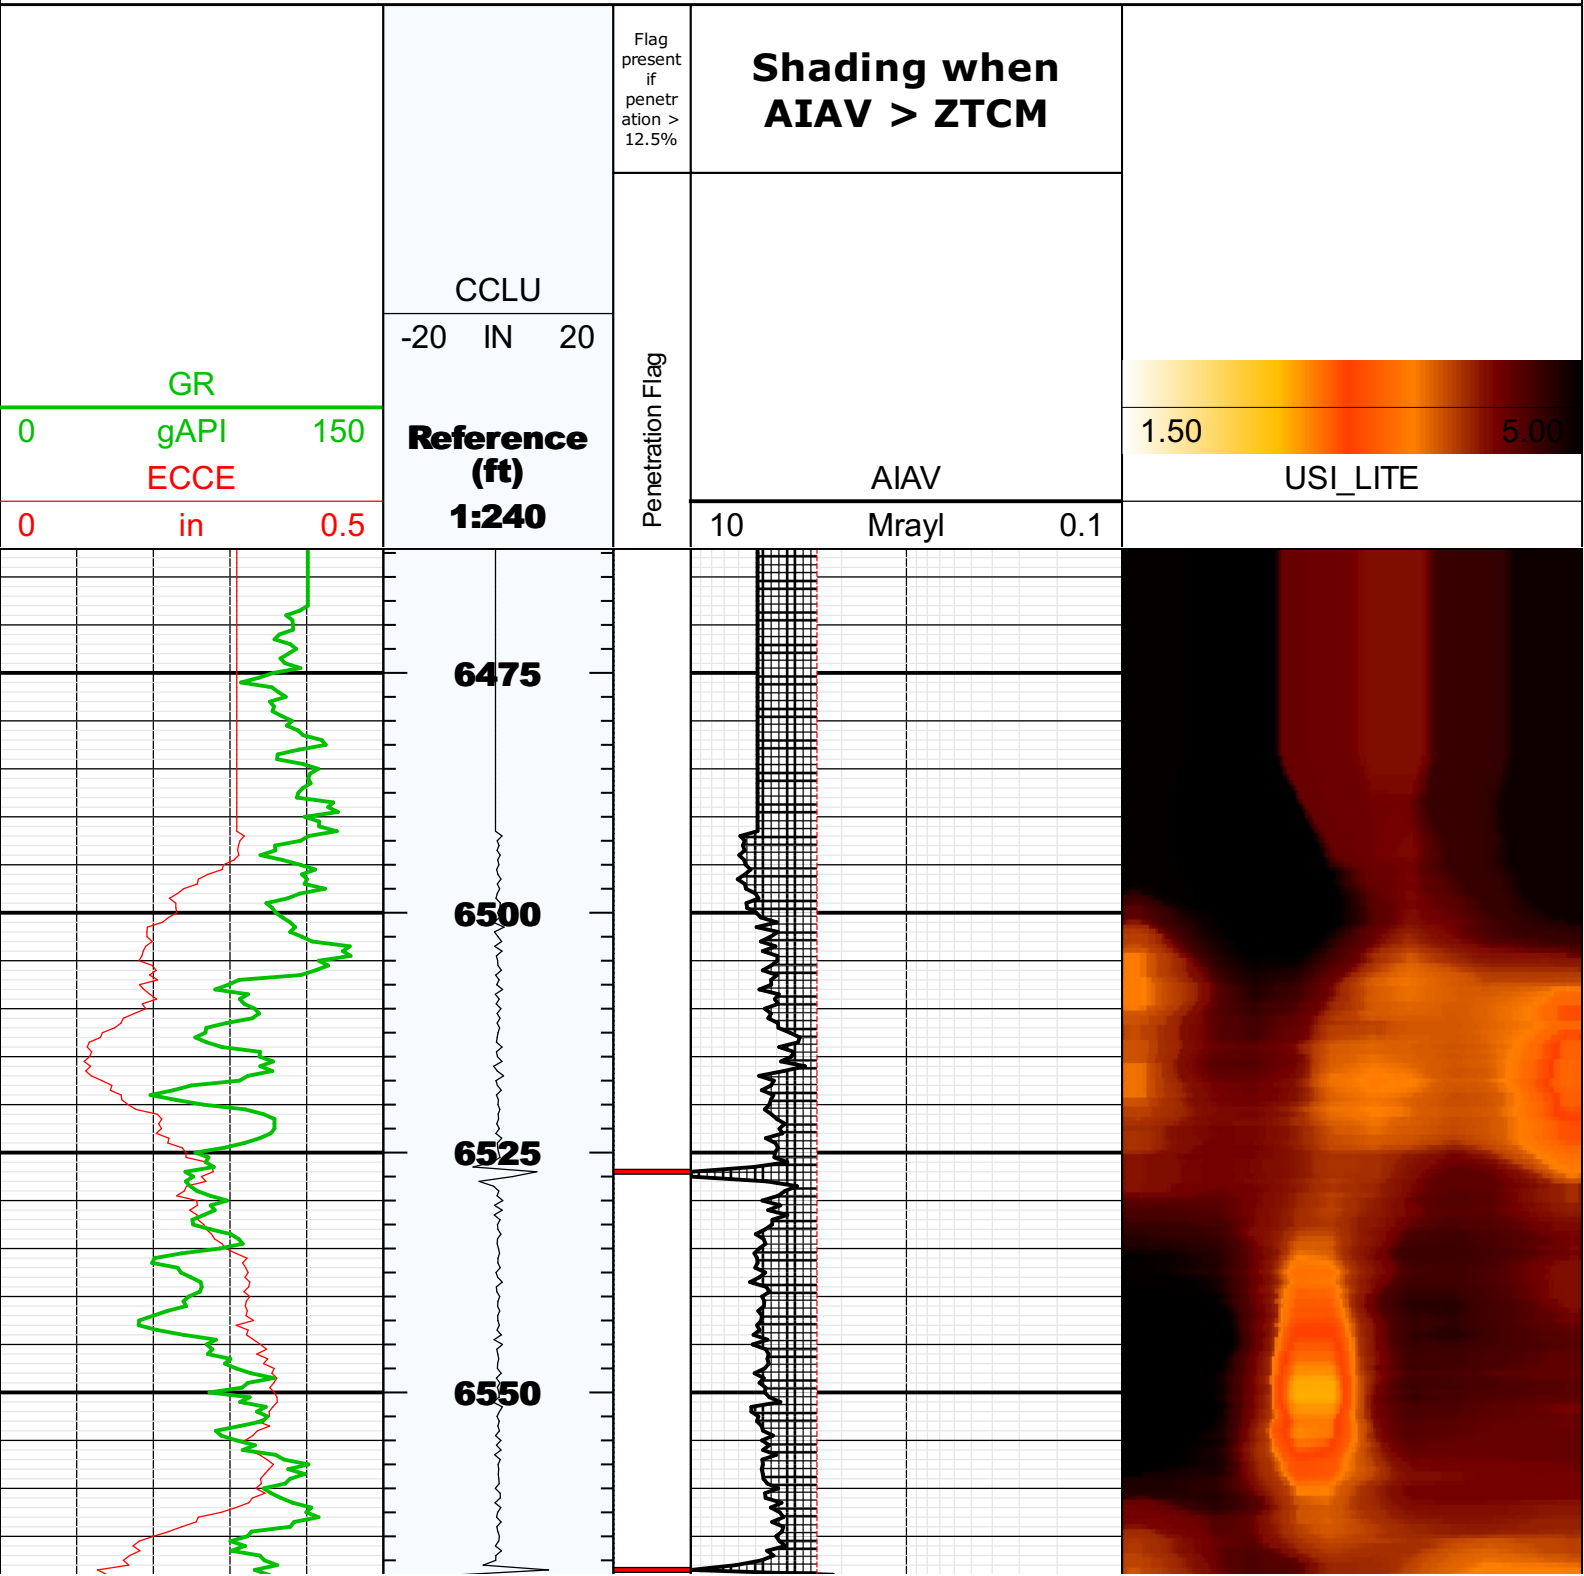 Flag
present
if
penetr
ation >
12.5%
Shading when
AIAV > ZTCM
CCLU
-20 IN 20
GR
0 gAPI 150
ECCE
0 in 0.5
Reference
(ft)
1:240
Penetration Flag
AIAV
10 Mrayl 0.1
1.50 5.00
USI_LITE
6475
6500
6525
6550